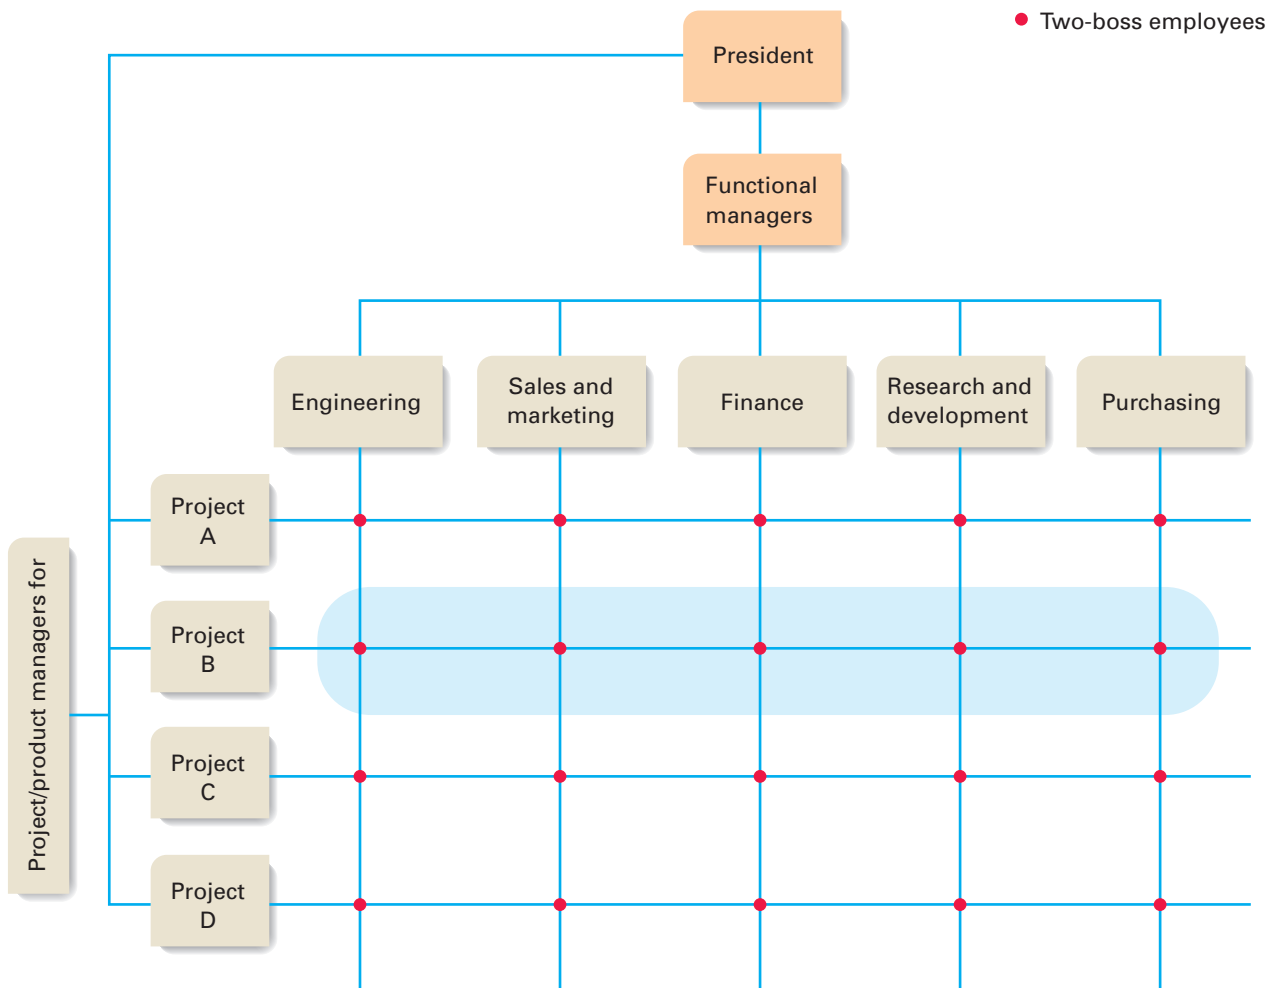 Two-boss employees
President
Functional
managers
Engineering
Sales and
marketing
Finance
Research and
development
Purchasing
Project/product managers for
Project
A
Project
B
Project
C
Project
D